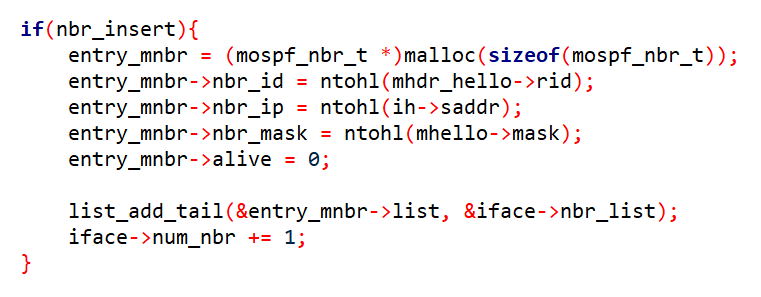 if(nbr_insert){
    entry_mnbr = (mospf_nbr_t *)malloc(sizeof(mospf_nbr_t));
    entry_mnbr->nbr_id = ntohl(mhdr_hello->rid);
    entry_mnbr->nbr_ip = ntohl(ih->saddr);
    entry_mnbr->nbr_mask = ntohl(mhello->mask);
    entry_mnbr->alive = 0;

    list_add_tail(&entry_mnbr->list, &iface->nbr_list);
    iface->num_nbr += 1;
}